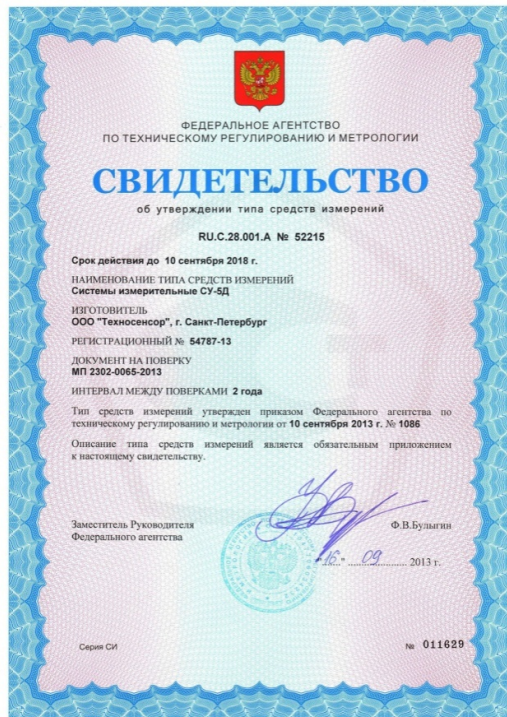 ФЕДЕРАЛЬНОЕ АГЕНТСТВО
ПО ТЕХНИЧЕСКОМУ РЕГУЛИРОВАНИЮ И МЕТРОЛОГИИ
СВИДЕТЕЛЬСТВО
об утверждении типа средств измерений
RU.C.28.001.A № 52215
Срок действия до 10 сентября 2018 г.
НАИМЕНОВАНИЕ ТИПА СРЕДСТВ ИЗМЕРЕНИЙ
Системы измерительные СУ-5Д
ИЗГОТОВИТЕЛЬ
ООО "Техносенсор", г. Санкт-Петербург
РЕГИСТРАЦИОННЫЙ № 54787-13
ДОКУМЕНТ НА ПОВЕРКУ
МП 2302-0065-2013
ИНТЕРВАЛ МЕЖДУ ПОВЕРКАМИ 2 года
Тип средств измерений утвержден приказом Федерального агентства по
техническому регулированию и метрологии от 10 сентября 2013 г. № 1086
Описание типа средств измерений является обязательным приложением
к настоящему свидетельству.
Заместитель Руководителя
Федерального агентства
Ф.В.Булыгин
"16" 09 2013 г.
Серия СИ
№ 011629